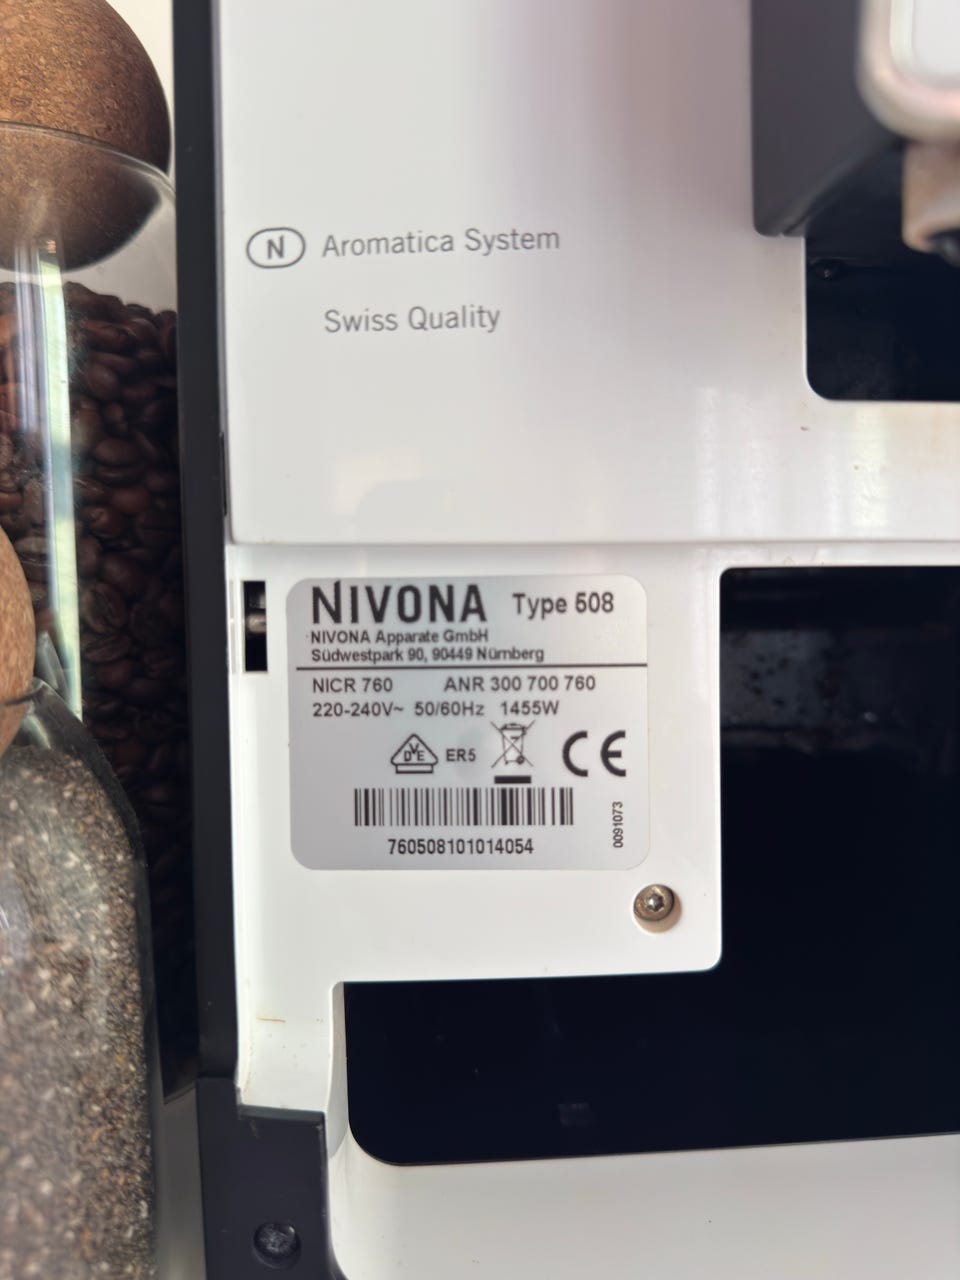 N Aromatica System
Swiss Quality
NIVONA Type 508
NIVONA Apparate GmbH
Südwestpark 90, 90449 Nürnberg
NICR 760 ANR 300 700 760
220-240V~ 50/60Hz 1455W
DVE ER5 CE
760508101014054
0091073